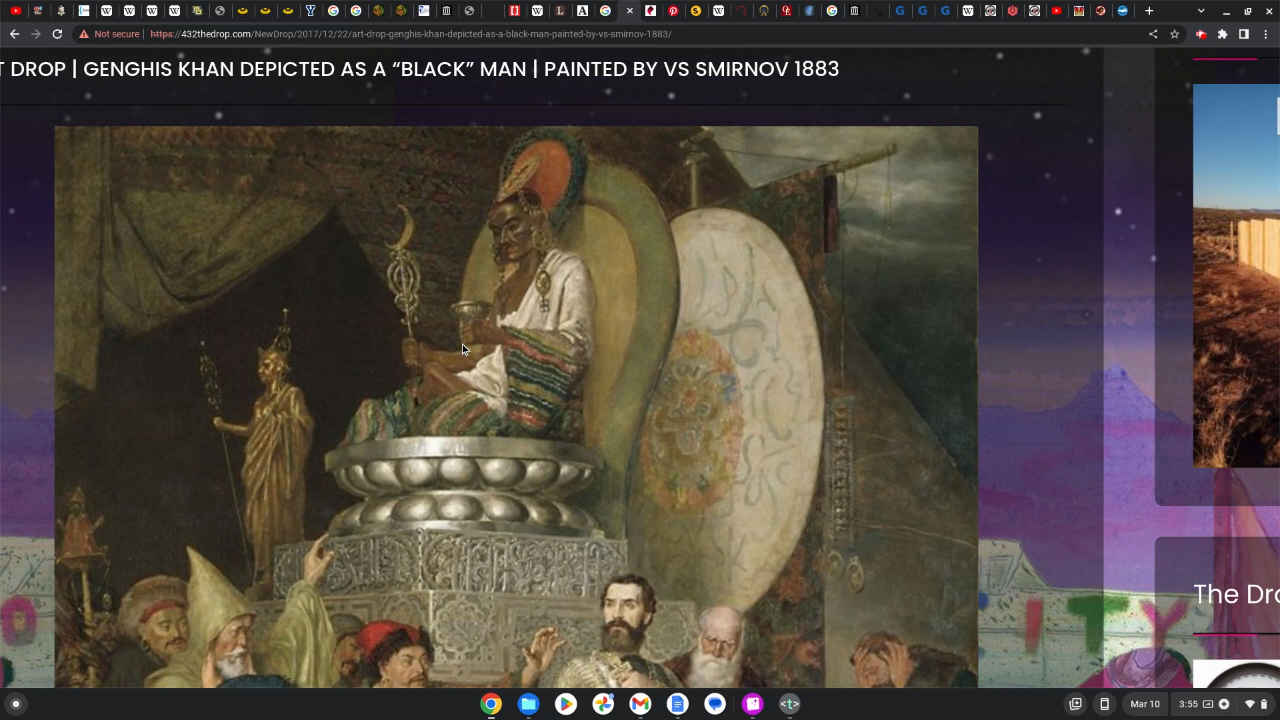 Not secure | https://432thedrop.com/NewDrop/2017/12/22/art-drop-genghis-khan-depicted-as-a-black-man-painted-by-vs-smirnov-1883/
T DROP | GENGHIS KHAN DEPICTED AS A “BLACK” MAN | PAINTED BY VS SMIRNOV 1883
ITY
The Dro
Mar 10
3:55